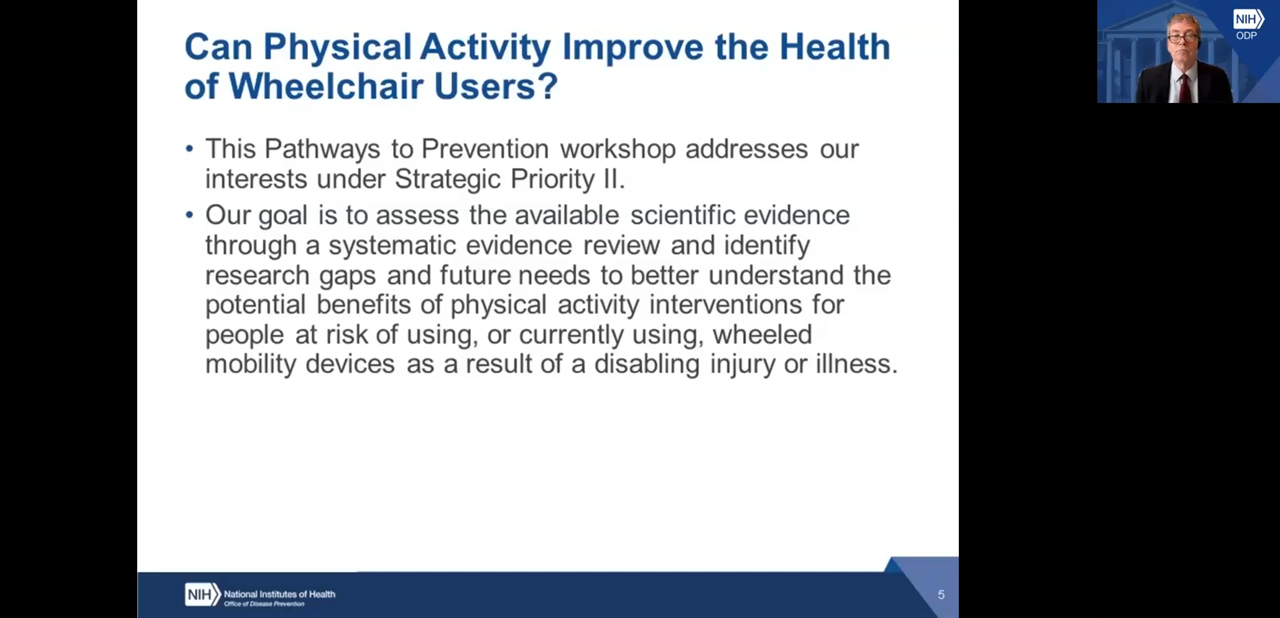 Can Physical Activity Improve the Health
of Wheelchair Users?
• This Pathways to Prevention workshop addresses our
interests under Strategic Priority II.
• Our goal is to assess the available scientific evidence
through a systematic evidence review and identify
research gaps and future needs to better understand the
potential benefits of physical activity interventions for
people at risk of using, or currently using, wheeled
mobility devices as a result of a disabling injury or illness.
NIH National Institutes of Health
Office of Disease Prevention
5
NIH
ODP